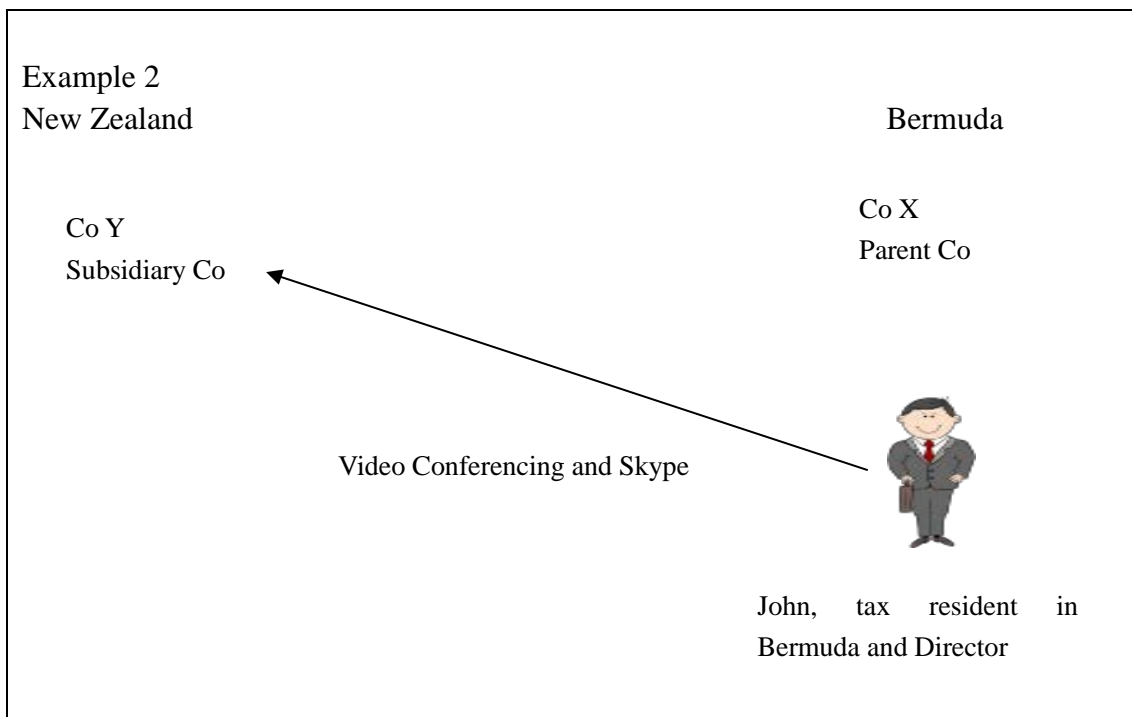 Example 2
New Zealand
Bermuda
Co Y
Subsidiary Co
Co X
Parent Co
Video Conferencing and Skype
John, tax resident in
Bermuda and Director